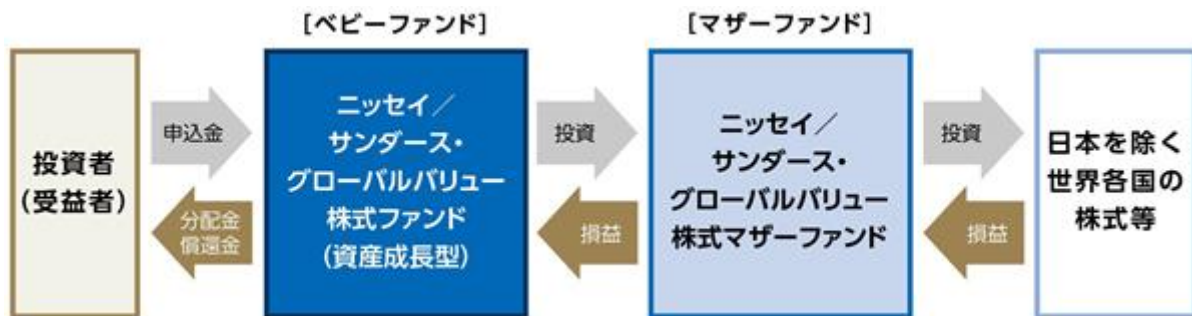 [ベビーファンド]
[マザーファンド]
投資者
(受益者)
申込金
分配金
償還金
ニッセイ/
サンダース・
グローバルバリュー
株式ファンド
(資産成長型)
投資
損益
ニッセイ/
サンダース・
グローバルバリュー
株式マザーファンド
投資
損益
日本を除く
世界各国の
株式等